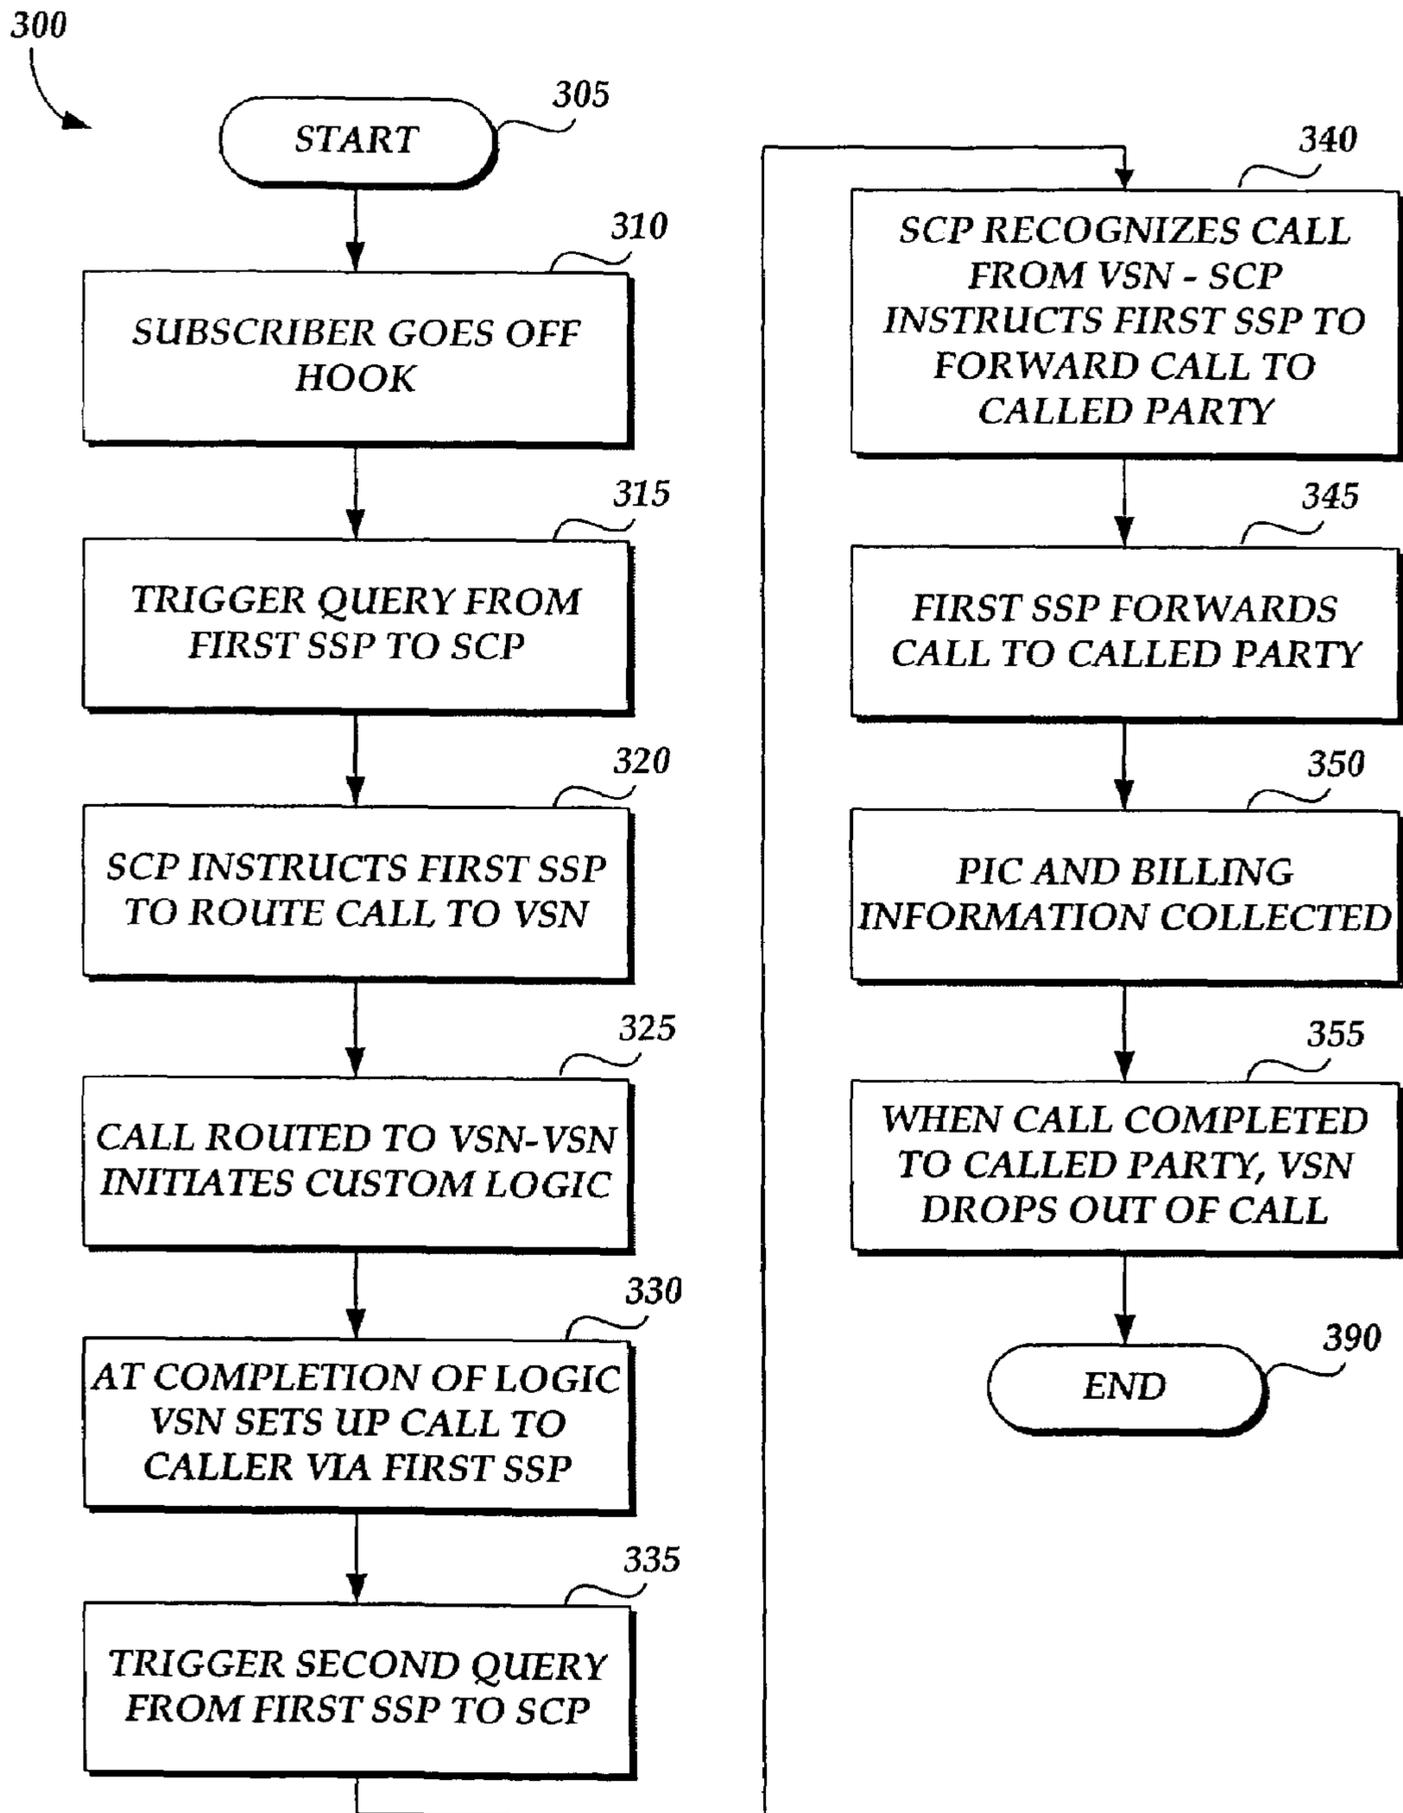 300
305
START
310
SUBSCRIBER GOES OFF
HOOK
315
TRIGGER QUERY FROM
FIRST SSP TO SCP
320
SCP INSTRUCTS FIRST SSP
TO ROUTE CALL TO VSN
325
CALL ROUTED TO VSN-VSN
INITIATES CUSTOM LOGIC
330
AT COMPLETION OF LOGIC
VSN SETS UP CALL TO
CALLER VIA FIRST SSP
335
TRIGGER SECOND QUERY
FROM FIRST SSP TO SCP
340
SCP RECOGNIZES CALL
FROM VSN - SCP
INSTRUCTS FIRST SSP TO
FORWARD CALL TO
CALLED PARTY
345
FIRST SSP FORWARDS
CALL TO CALLED PARTY
350
PIC AND BILLING
INFORMATION COLLECTED
355
WHEN CALL COMPLETED
TO CALLED PARTY, VSN
DROPS OUT OF CALL
390
END